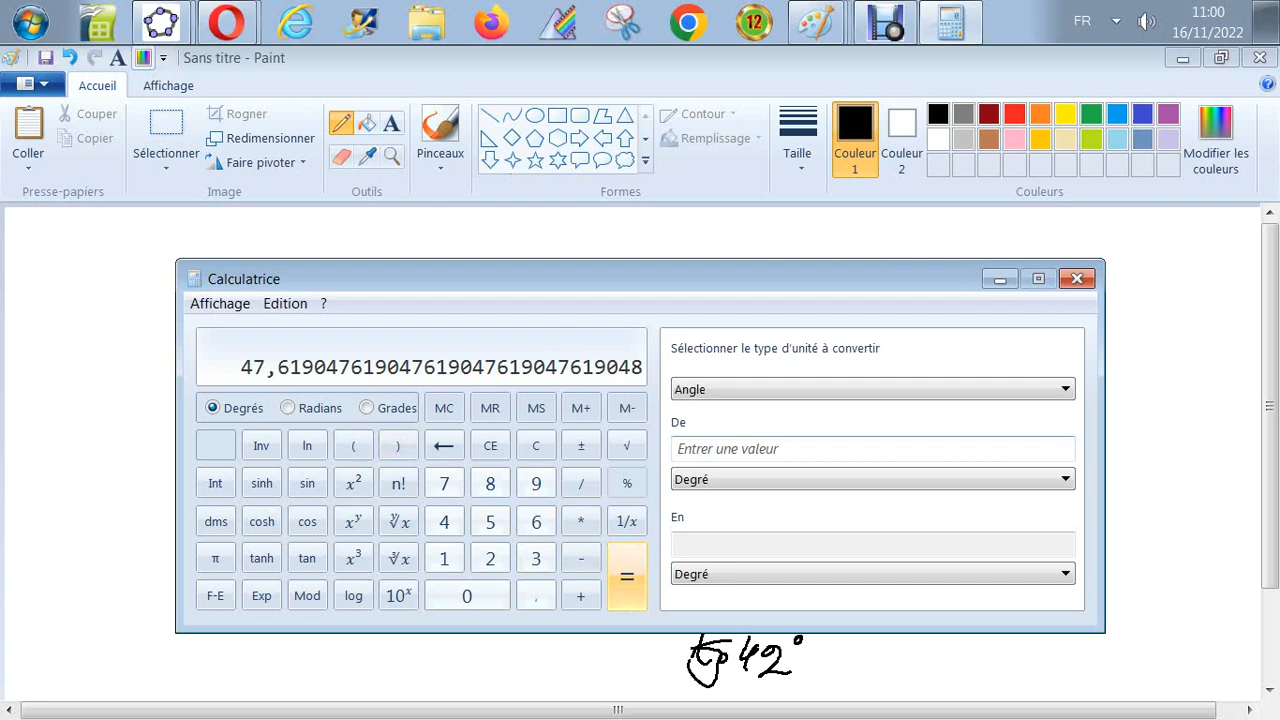 12 FR 11:00
16/11/2022
Sans titre - Paint
Accueil Affichage
Coller Couper Copier
Presse-papiers
Sélectionner Rogner Redimensionner Faire pivoter
Image
Outils
Pinceaux
Contour Remplissage
Formes
Taille
Couleur 1 Couleur 2
Modifier les couleurs
Couleurs
Calculatrice
Affichage Edition ?
47,619047619047619047619047619048
Degrés Radians Grades MC MR MS M+ M-
Inv ln ( ) ← CE C ± √
Int sinh sin x² n! 7 8 9 / %
dms cosh cos xʸ ʸ√x 4 5 6 * 1/x
π tanh tan x³ ³√x 1 2 3 - =
F-E Exp Mod log 10ˣ 0 , +
Sélectionner le type d'unité à convertir
Angle
De
Entrer une valeur
Degré
En
Degré
42°